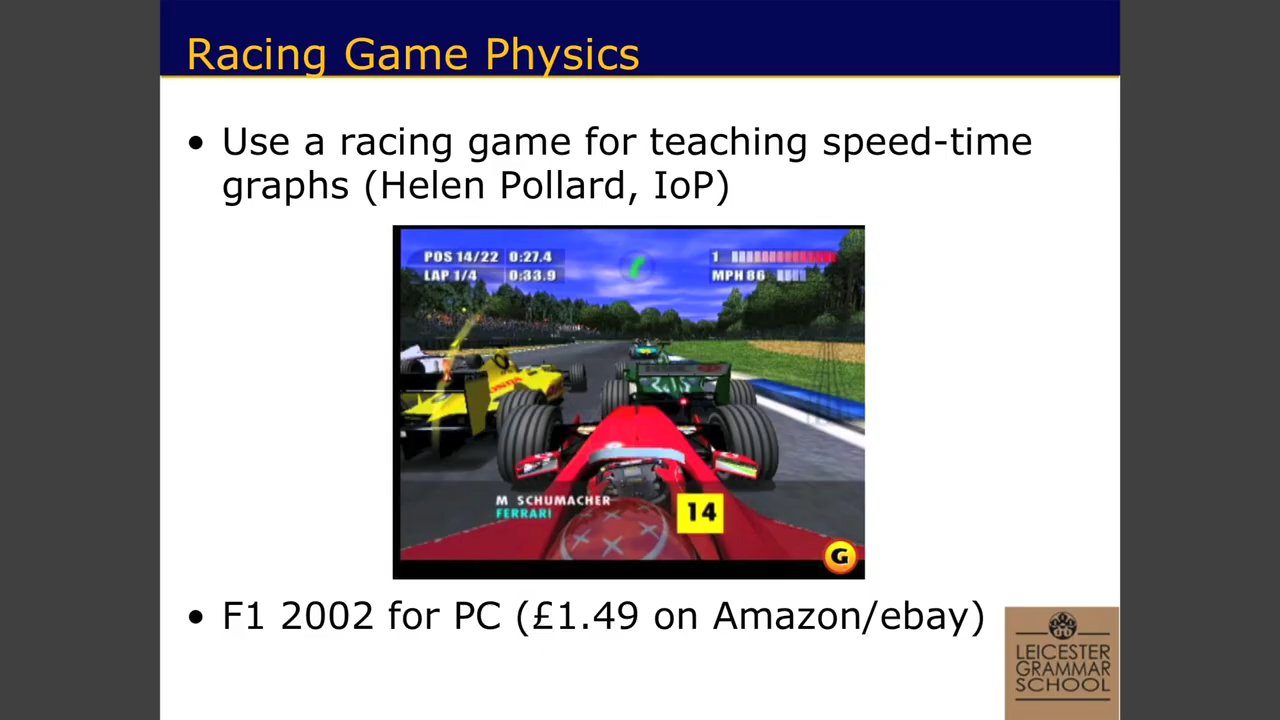 Racing Game Physics
• Use a racing game for teaching speed-time
graphs (Helen Pollard, IoP)
POS 14/22 0:27.4
LAP 1/4 0:33.9
1
MPH 86
HONDA
M SCHUMACHER
FERRARI
14
G
• F1 2002 for PC (£1.49 on Amazon/ebay)
LEICESTER
GRAMMAR
SCHOOL